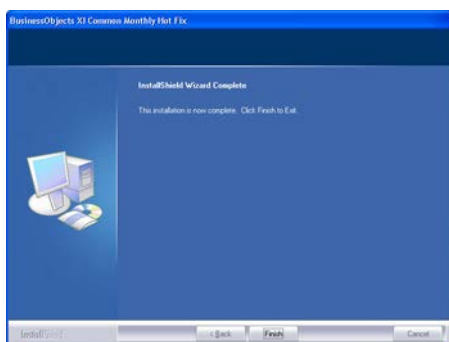 BusinessObjects XI Common Monthly Hot Fix
InstallShield Wizard Complete
This installation is now complete. Click Finish to Exit.
InstallShield
< Back
Finish
Cancel